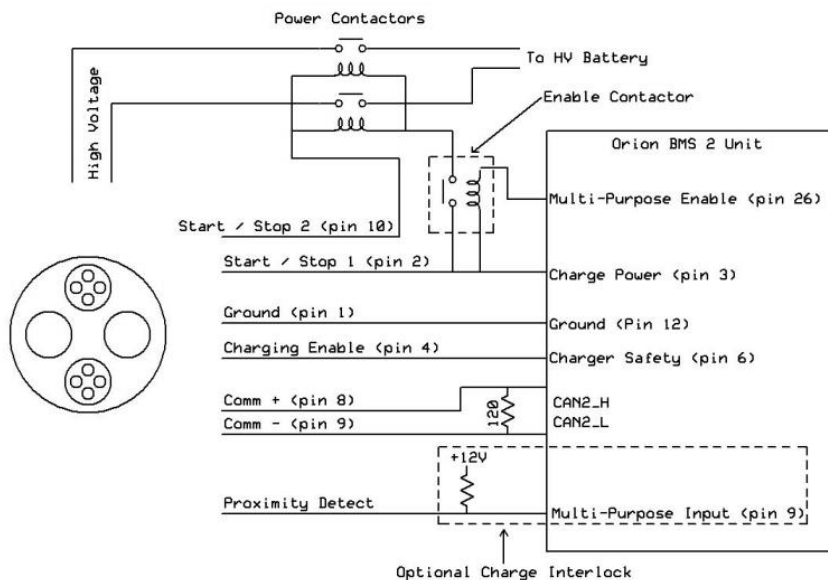 Power Contactors
To HV Battery
Enable Contactor
High Voltage
Orion BMS 2 Unit
Multi-Purpose Enable (pin 26)
Start / Stop 2 (pin 10)
Start / Stop 1 (pin 2)
Charge Power (pin 3)
Ground (pin 1)
Ground (Pin 12)
Charging Enable (pin 4)
Charger Safety (pin 6)
Comm + (pin 8)
120
CAN2_H
Comm - (pin 9)
CAN2_L
+12V
Proximity Detect
Multi-Purpose Input (pin 9)
Optional Charge Interlock